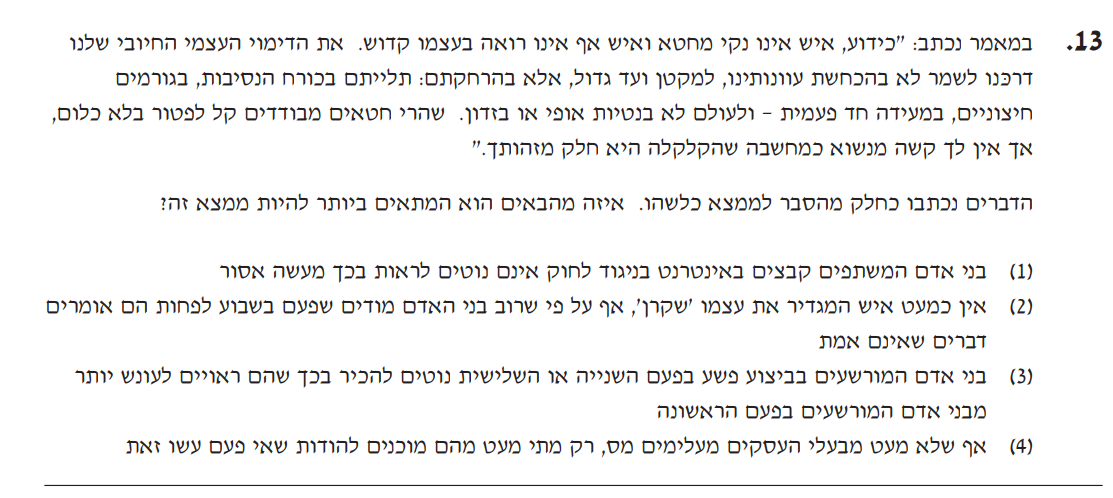 13. במאמר נכתב: "כידוע, איש אינו נקי מחטא ואיש אף אינו רואה בעצמו קדוש. את הדימוי העצמי החיובי שלנו
דרכנו לשמר לא בהכחשת עוונותינו, למקטן ועד גדול, אלא בהרחקתם: תלייתם בכורח הנסיבות, בגורמים
חיצוניים, במעידה חד פעמית – ולעולם לא בנטיות אופי או בזדון. שהרי חטאים מבודדים קל לפטור בלא כלום,
אך אין לך קשה מנשוא כמחשבה שהקלקלה היא חלק מזהותך."
הדברים נכתבו כחלק מהסבר לממצא כלשהו. איזה מהבאים הוא המתאים ביותר להיות ממצא זה?
(1) בני אדם המשתפים קבצים באינטרנט בניגוד לחוק אינם נוטים לראות בכך מעשה אסור
(2) אין כמעט איש המגדיר את עצמו 'שקרן', אף על פי שרוב בני האדם מודים שפעם בשבוע לפחות הם אומרים
דברים שאינם אמת
(3) בני אדם המורשעים בביצוע פשע בפעם השנייה או השלישית נוטים להכיר בכך שהם ראויים לעונש יותר
מבני אדם המורשעים בפעם הראשונה
(4) אף שלא מעט מבעלי העסקים מעלימים מס, רק מתי מעט מהם מוכנים להודות שאי פעם עשו זאת